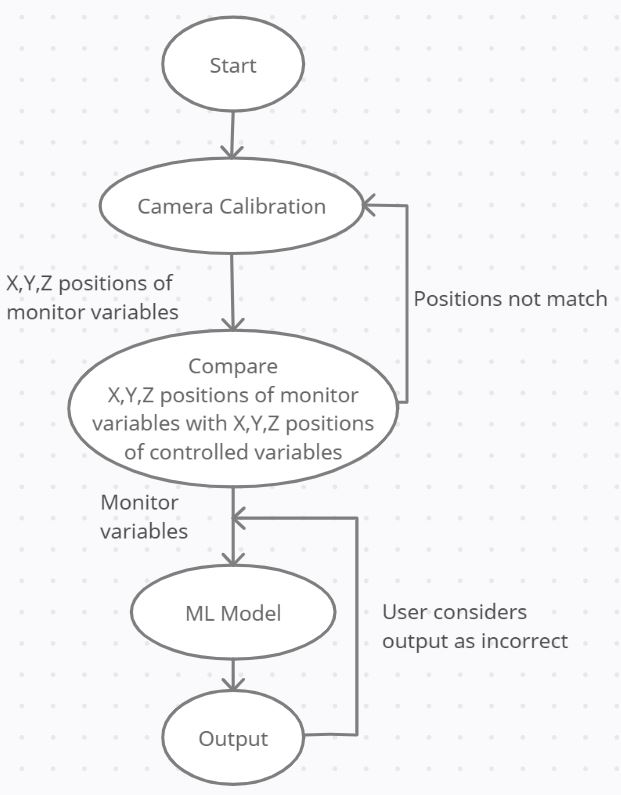 Start
Camera Calibration
X,Y,Z positions of
monitor variables
Positions not match
Compare
X,Y,Z positions of monitor
variables with X,Y,Z positions
of controlled variables
Monitor
variables
ML Model
User considers
output as incorrect
Output